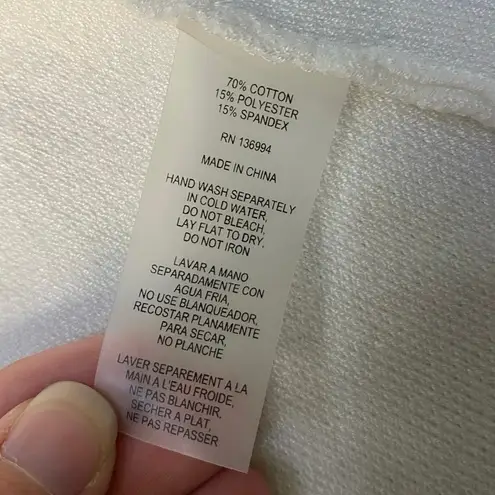 70% COTTON
15% POLYESTER
15% SPANDEX
RN 136994
MADE IN CHINA
HAND WASH SEPARATELY
IN COLD WATER,
DO NOT BLEACH,
LAY FLAT TO DRY,
DO NOT IRON
LAVAR A MANO
SEPARADAMENTE CON
AGUA FRIA,
NO USE BLANQUEADOR,
RECOSTAR PLANAMENTE
PARA SECAR,
NO PLANCHE
LAVER SEPAREMENT A LA
MAIN A L'EAU FROIDE,
NE PAS BLANCHIR,
SECHER A PLAT,
NE PAS REPASSER